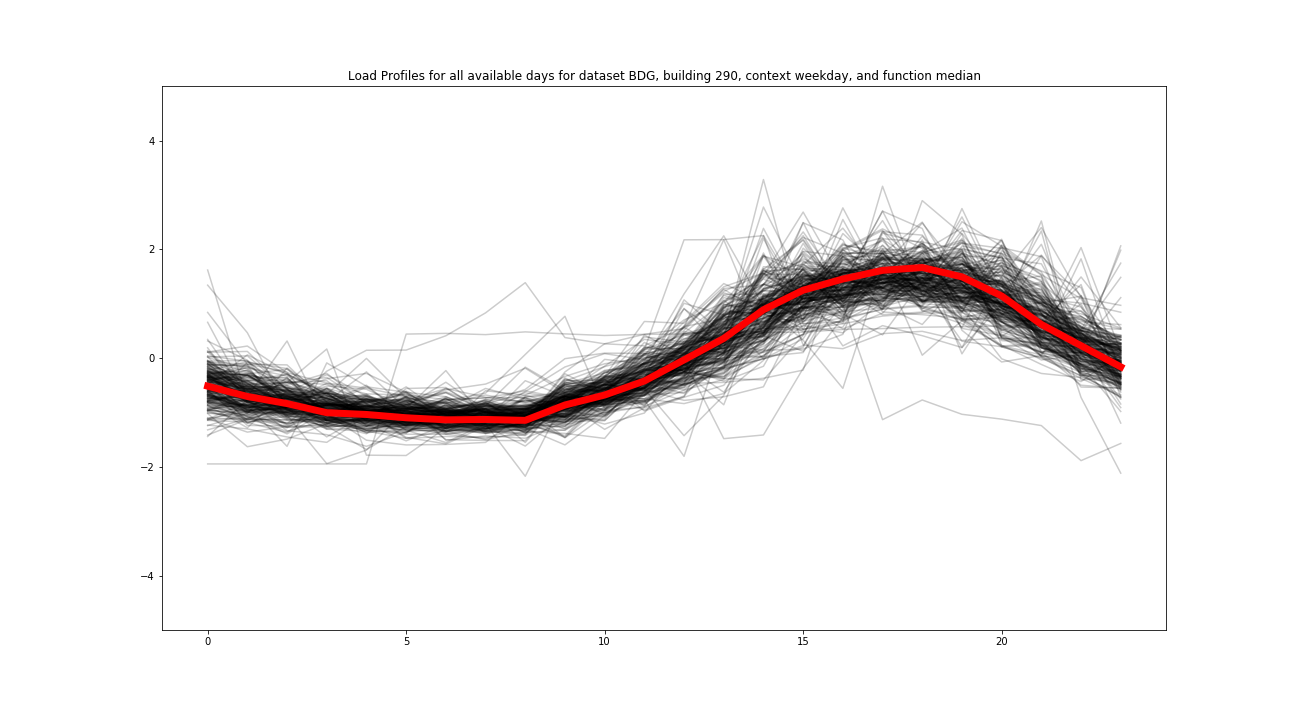 Load Profiles for all available days for dataset BDG, building 290, context weekday, and function median
4
2
0
−2
−4
0 5 10 15 20